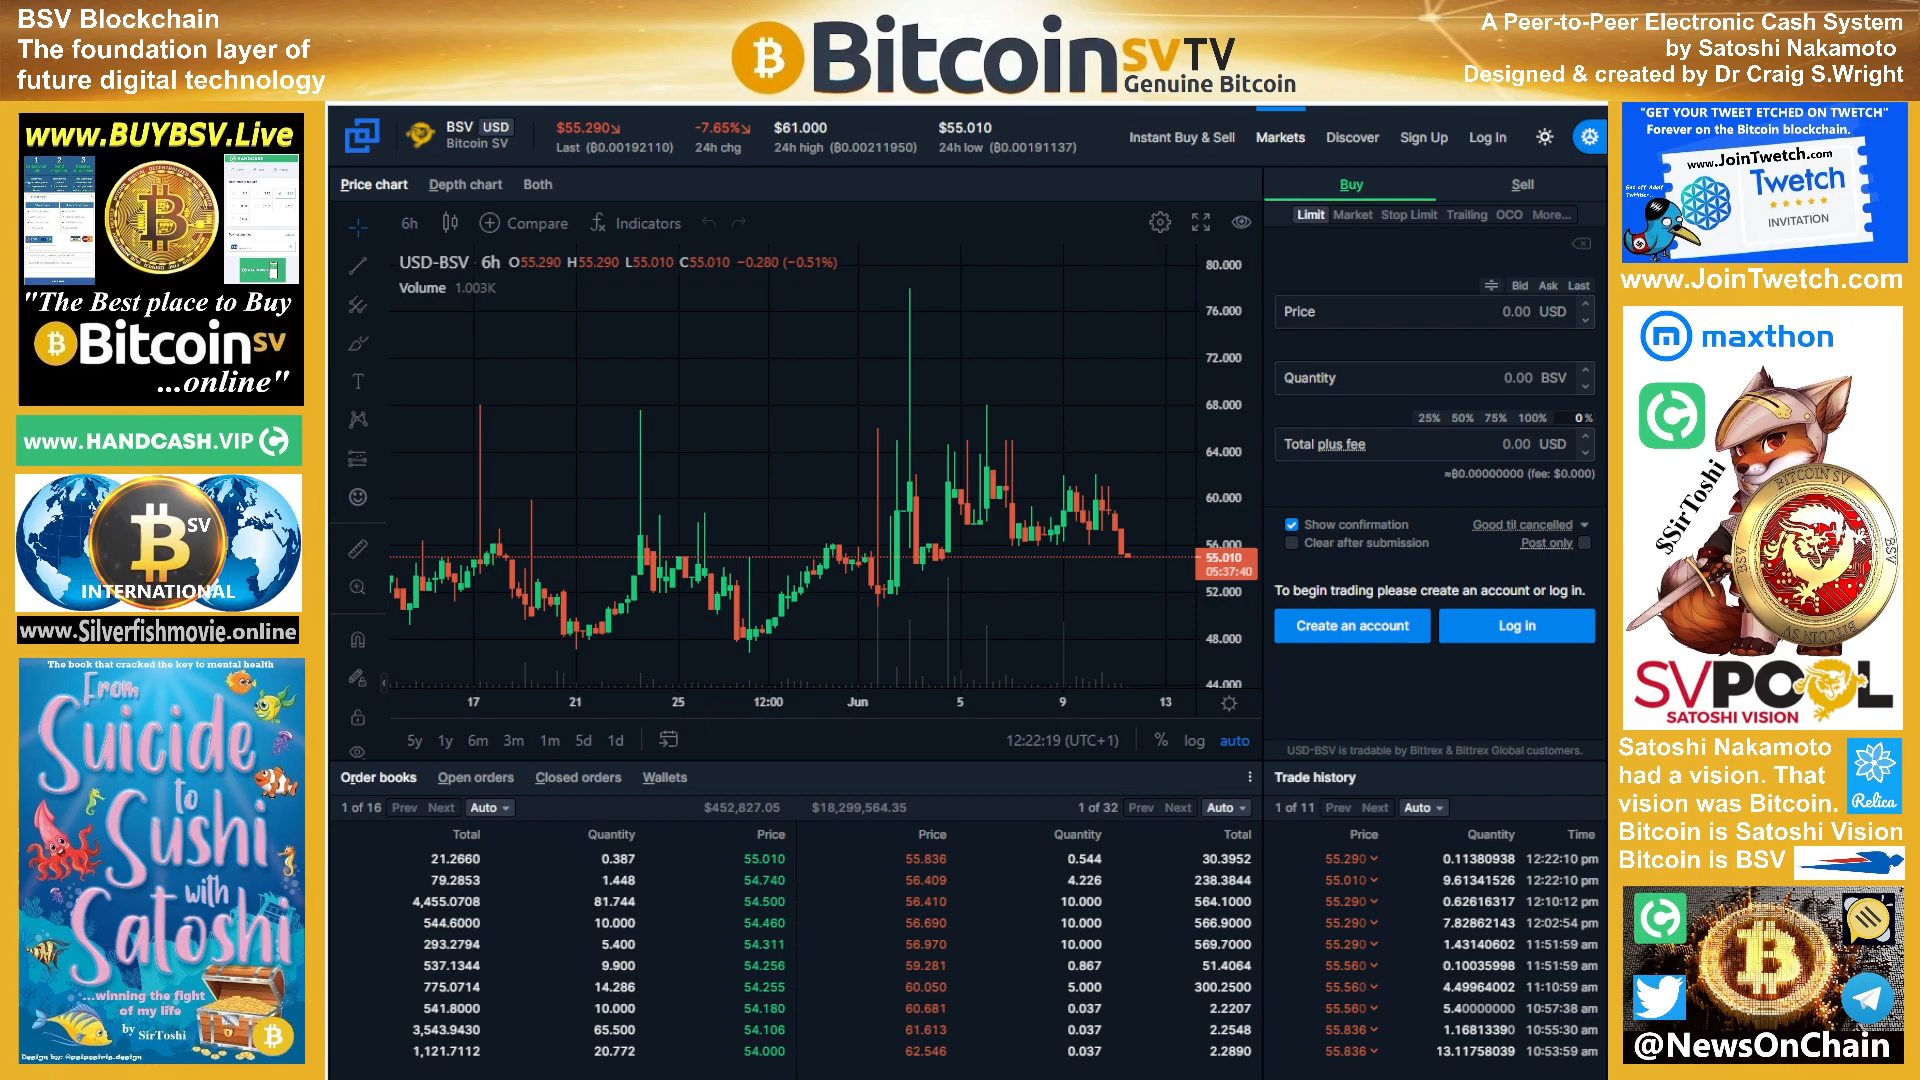 BSV Blockchain
The foundation layer of
future digital technology
Bitcoin SVTV
Genuine Bitcoin
A Peer-to-Peer Electronic Cash System
by Satoshi Nakamoto
Designed & created by Dr Craig S.Wright
www.BUYBSV.Live
"The Best place to Buy
Bitcoin SV
...online"
www.HANDCASH.VIP
B SV
INTERNATIONAL
www.Silverfishmovie.online
The book that cracked the key to mental health
From
Suicide
to
Sushi
with
Satoshi
...winning the fight
of my life
by SirToshi
BSV USD
Bitcoin SV
$55.290
Last (฿0.00192110)
-7.65%
24h chg
$61.000
24h high (฿0.00211950)
$55.010
24h low (฿0.00191137)
Instant Buy & Sell
Markets
Discover
Sign Up
Log In
Price chart Depth chart Both
6h Compare Indicators
USD-BSV 6h O55.290 H55.290 L55.010 C55.010 −0.280 (−0.51%)
Volume 1.003K
80.000
76.000
72.000
68.000
64.000
60.000
56.000
55.010
05:37:40
52.000
48.000
44.000
17 21 25 12:00 Jun 5 9 13
5y 1y 6m 3m 1m 5d 1d
12:22:19 (UTC+1) % log auto
Buy Sell
Limit Market Stop Limit Trailing OCO More...
Bid Ask Last
Price 0.00 USD
Quantity 0.00 BSV
25% 50% 75% 100% 0 %
Total plus fee 0.00 USD
≈฿0.00000000 (fee: $0.000)
Show confirmation Good til cancelled
Clear after submission Post only
To begin trading please create an account or log in.
Create an account Log in
USD-BSV is tradable by Bittrex & Bittrex Global customers.
Order books Open orders Closed orders Wallets
1 of 16 Prev Next Auto $452,827.05 $18,299,564.35 1 of 32 Prev Next Auto
Total Quantity Price Price Quantity Total
21.2660 0.387 55.010 55.836 0.544 30.3952
79.2853 1.448 54.740 56.409 4.226 238.3844
4,455.0708 81.744 54.500 56.410 10.000 564.1000
544.6000 10.000 54.460 56.690 10.000 566.9000
293.2794 5.400 54.311 56.970 10.000 569.7000
537.1344 9.900 54.256 59.281 0.867 51.4064
775.0714 14.286 54.255 60.050 5.000 300.2500
541.8000 10.000 54.180 60.681 0.037 2.2207
3,543.9430 65.500 54.106 61.613 0.037 2.2548
1,121.7112 20.772 54.000 62.546 0.037 2.2890
Trade history
1 of 11 Prev Next Auto
Price Quantity Time
55.290 0.11380938 12:22:10 pm
55.010 9.61341526 12:22:10 pm
55.290 0.62616317 12:10:12 pm
55.290 7.82862143 12:02:54 pm
55.290 1.43140602 11:51:59 am
55.560 0.10035998 11:51:59 am
55.560 4.49964002 11:10:59 am
55.560 5.40000000 10:57:38 am
55.836 1.16813390 10:55:30 am
55.836 13.11758039 10:53:59 am
"GET YOUR TWEET ETCHED ON TWETCH"
Forever on the Bitcoin blockchain.
www.JoinTwetch.com
Twetch
INVITATION
www.JoinTwetch.com
maxthon
$SirToshi
BITCOIN SV
BSV
BSV
BITCOIN SV
SVPOOL
SATOSHI VISION
Satoshi Nakamoto
had a vision. That
vision was Bitcoin.
Relica
Bitcoin is Satoshi Vision
Bitcoin is BSV
@NewsOnChain